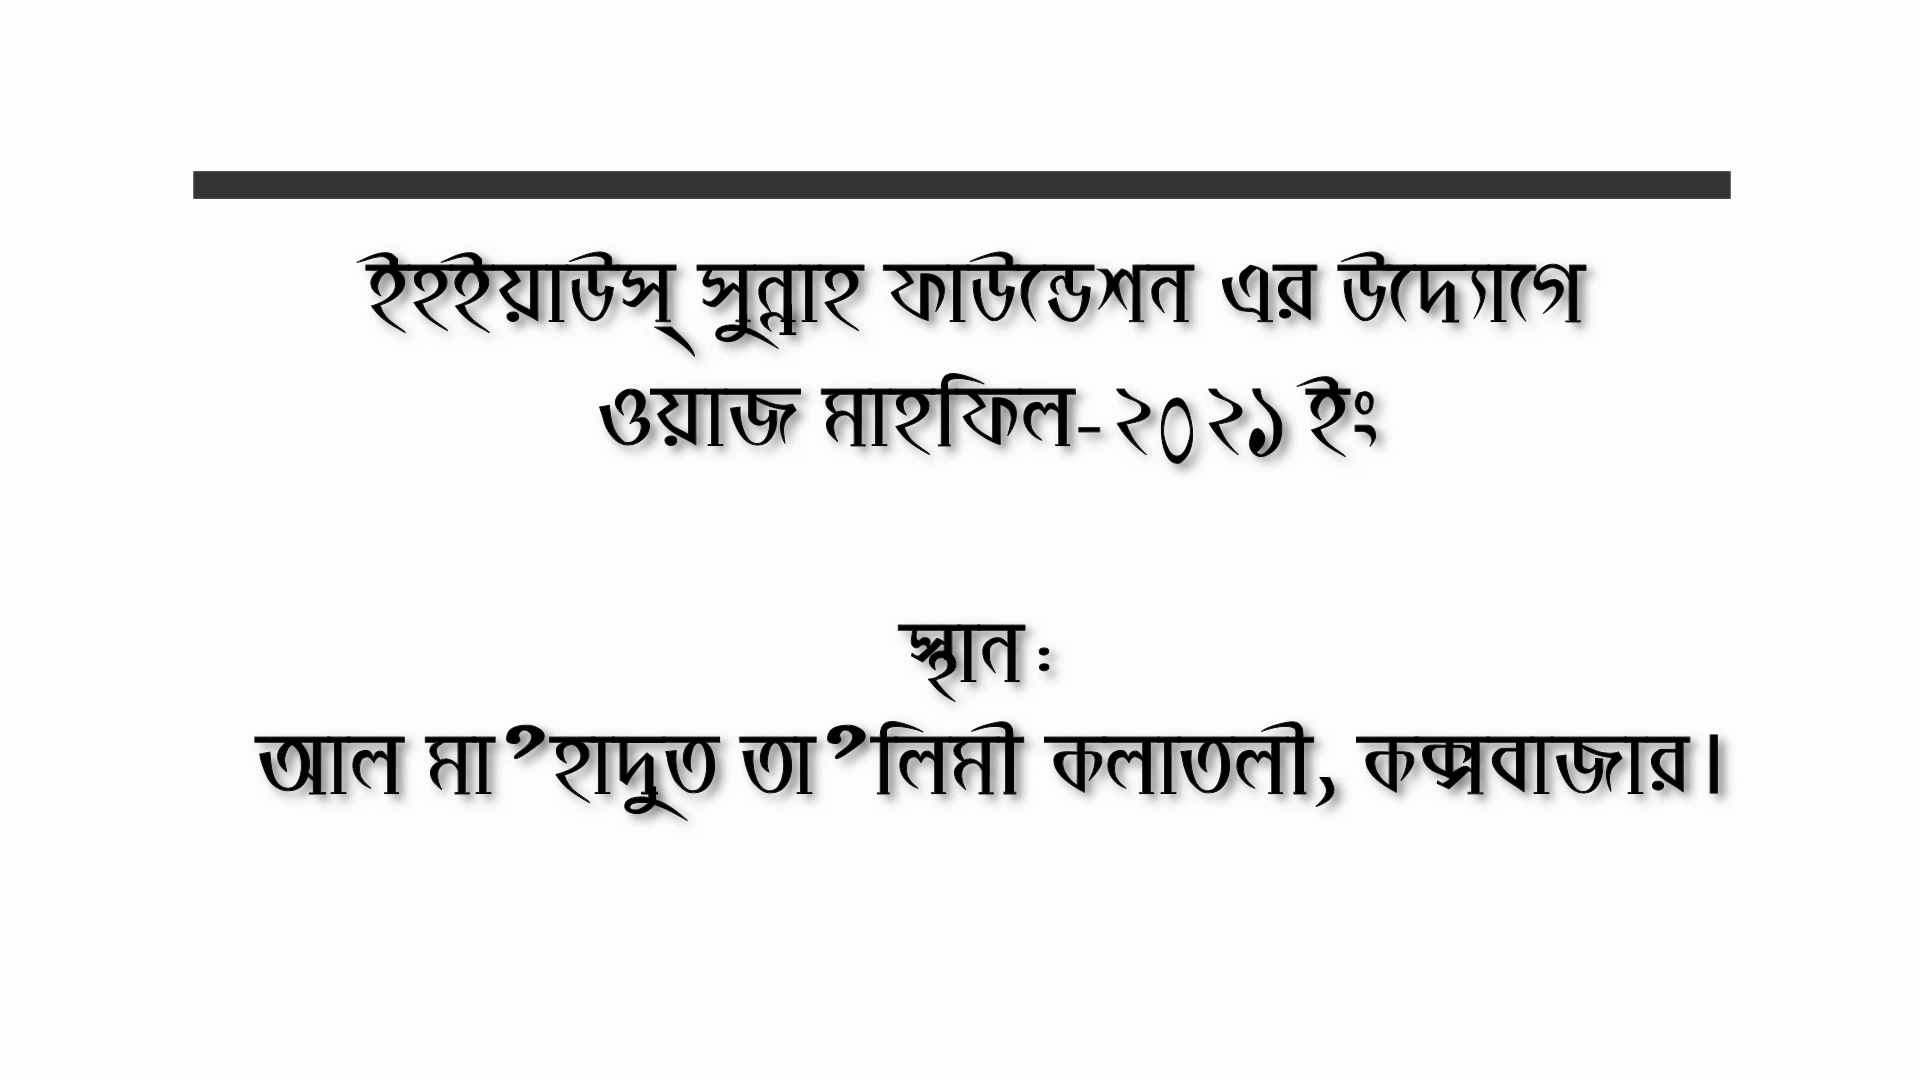 ইহইয়াউস্ সুন্নাহ ফাউন্ডেশন এর উদ্যোগে
ওয়াজ মাহফিল-২০২১ ইং
স্থান:
আল মা’হাদুত তা’লিমী কলাতলী, কক্সবাজার।